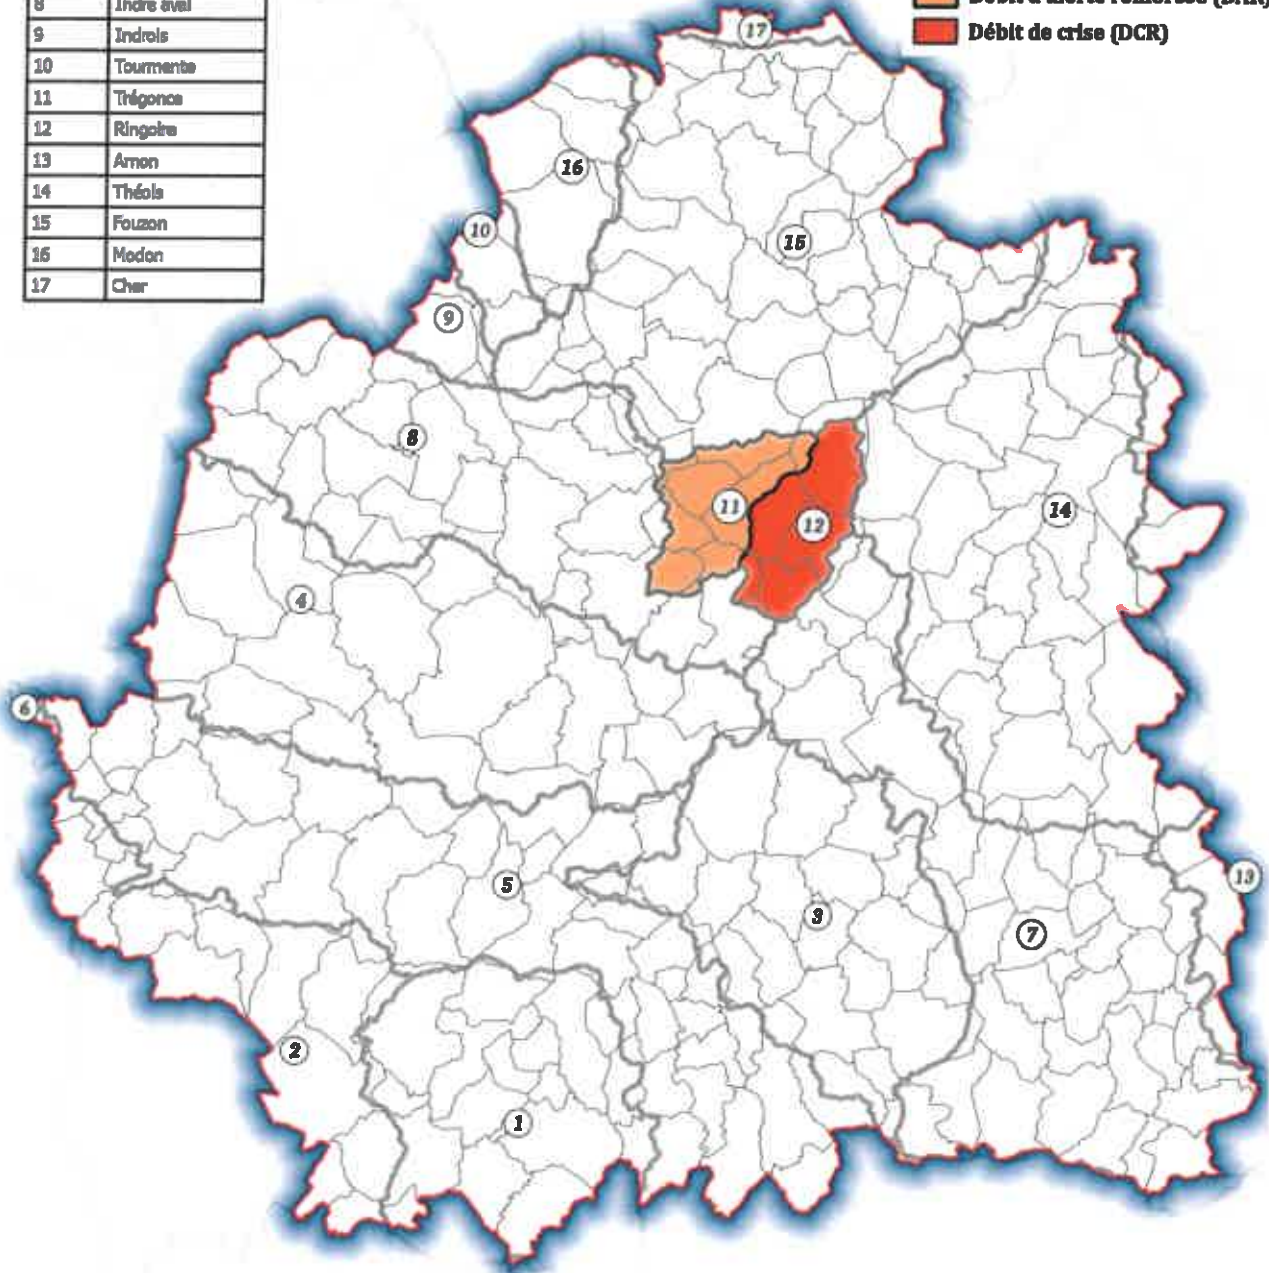 8 Indre aval
9 Indrois
10 Tourmente
11 Trégonce
12 Ringoire
13 Arnon
14 Théols
15 Fouzon
16 Modon
17 Cher
Débit de crise (DCR)
17
16
10
15
9
8
11
12
14
4
6
5
3
13
7
2
1